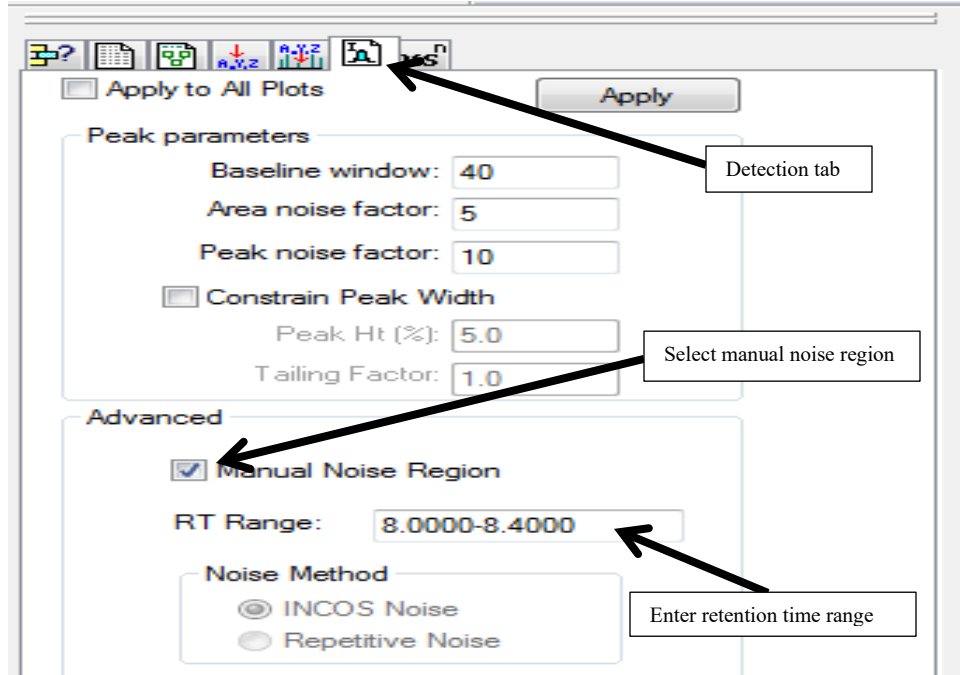 ? A,Y,Z A,Y,Z n
Apply to All Plots Apply
Peak parameters
Detection tab
Baseline window: 40
Area noise factor: 5
Peak noise factor: 10
Constrain Peak Width
Peak Ht (%): 5.0
Select manual noise region
Tailing Factor: 1.0
Advanced
Manual Noise Region
RT Range: 8.0000-8.4000
Noise Method
INCOS Noise
Enter retention time range
Repetitive Noise